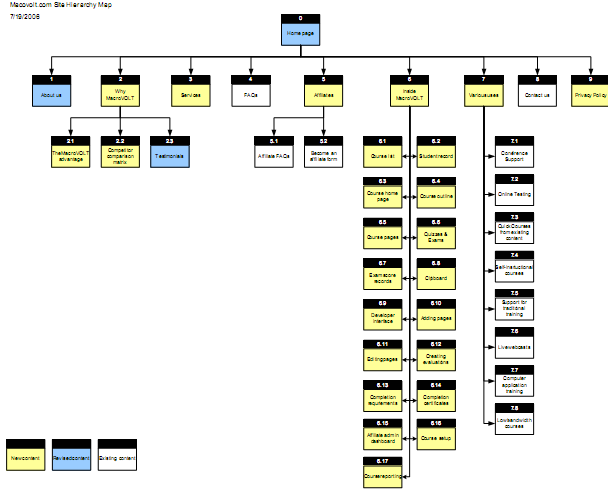 Macovolt.com Site Hierarchy Map
7/19/2006
0
Home page
1
About us
2
Why
MacroVOLT
3
Services
4
FAQs
5
Affiliates
6
Inside
MacroVOLT
7
Various uses
8
Contact us
9
Privacy Policy
2.1
The MacroVOLT
advantage
2.2
Competitor
comparison
matrix
2.3
Testimonials
5.1
Affiliate FAQs
5.2
Become an
affiliate form
6.1
Course list
6.2
Student record
6.3
Course home
page
6.4
Course outline
6.5
Course pages
6.6
Quizzes &
Exams
6.7
Exam score
records
6.8
Clipboard
6.9
Developer
interface
6.10
Adding pages
6.11
Editing pages
6.12
Creating
evaluations
6.13
Completion
requirements
6.14
Completion
certificates
6.15
Affiliate admin
dashboard
6.16
Course setup
6.17
Course reporting
7.1
Conference
Support
7.2
Online Testing
7.3
Quick Courses
from existing
content
7.4
Self-instructional
courses
7.5
Support for
traditional
training
7.6
Live webcasts
7.7
Computer
application
training
7.8
Low bandwidth
courses
New content
Revised content
Existing content